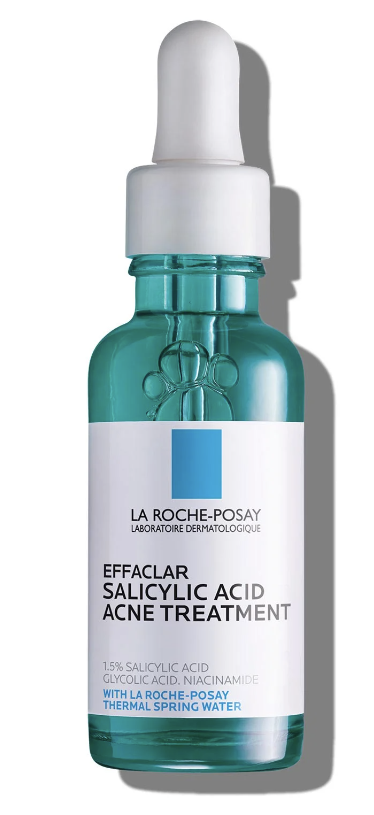 LA ROCHE-POSAY
LABORATOIRE DERMATOLOGIQUE
EFFACLAR
SALICYLIC ACID
ACNE TREATMENT
1.5% SALICYLIC ACID
GLYCOLIC ACID. NIACINAMIDE
WITH LA ROCHE-POSAY
THERMAL SPRING WATER